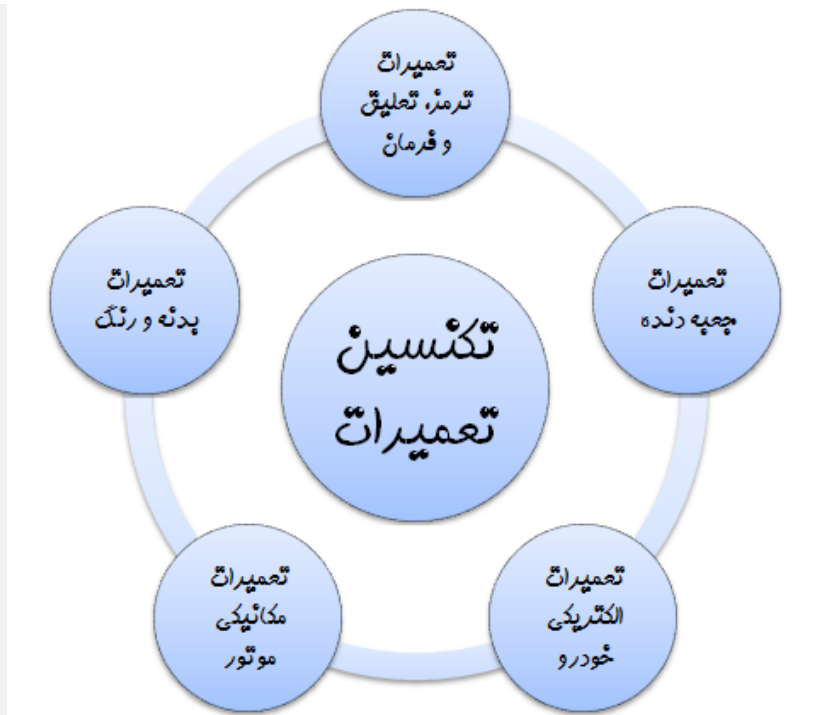 تعمیرات
ترمز، تعلیق
و فرمان
تعمیرات
جعبه دنده
تعمیرات
الکتریکی
خودرو
تعمیرات
مکانیکی
موتور
تعمیرات
بدنه و رنگ
تکنسین
تعمیرات